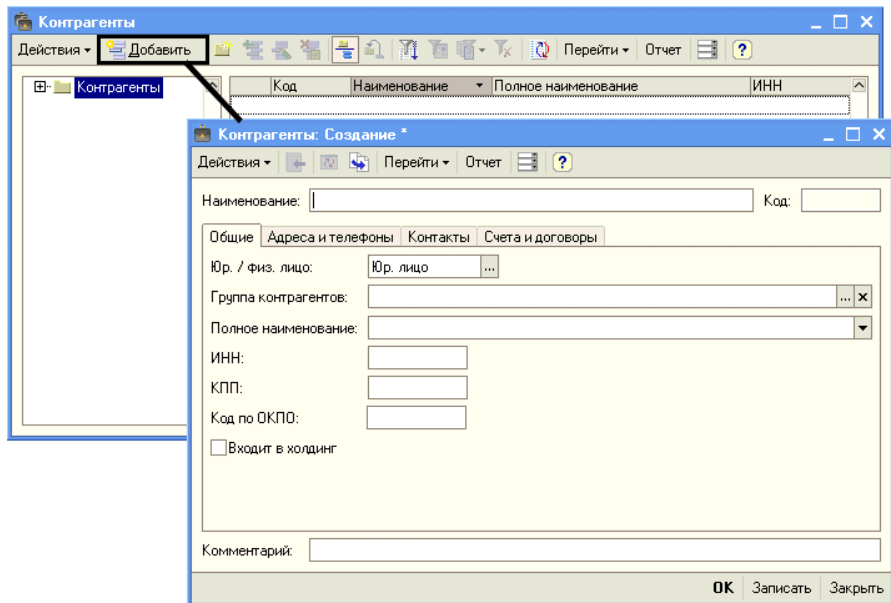 Контрагенты
Действия Добавить Перейти Отчет
Контрагенты Код Наименование Полное наименование ИНН
Контрагенты: Создание *
Действия Перейти Отчет
Наименование: Код:
Общие Адреса и телефоны Контакты Счета и договоры
Юр. / физ. лицо: Юр. лицо ...
Группа контрагентов: ... x
Полное наименование:
ИНН:
КПП:
Код по ОКПО:
Входит в холдинг
Комментарий:
OK Записать Закрыть